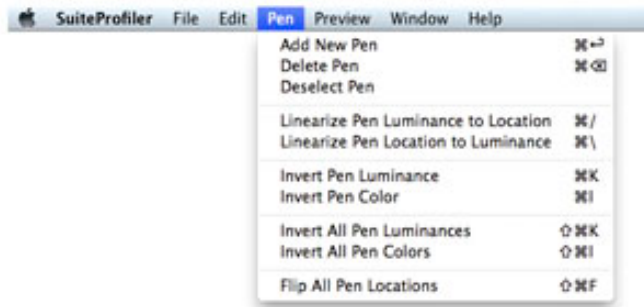 SuiteProfiler File Edit Pen Preview Window Help
Add New Pen ⌘↩
Delete Pen ⌘⌫
Deselect Pen
Linearize Pen Luminance to Location ⌘/
Linearize Pen Location to Luminance ⌘\
Invert Pen Luminance ⌘K
Invert Pen Color ⌘I
Invert All Pen Luminances ⇧⌘K
Invert All Pen Colors ⇧⌘I
Flip All Pen Locations ⇧⌘F